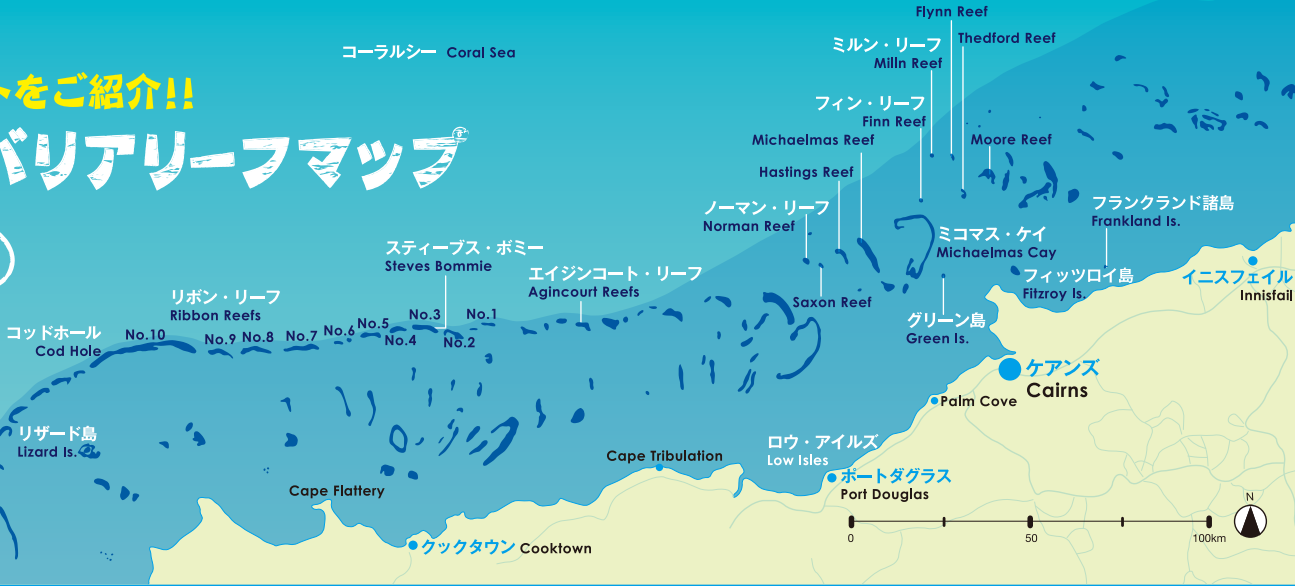 Flynn Reef
Thedford Reef
コーラルシー Coral Sea
ミルン・リーフ
Milln Reef
トをご紹介!!
フィン・リーフ
Finn Reef
バリアリーフマップ
Michaelmas Reef
Moore Reef
Hastings Reef
ノーマン・リーフ
Norman Reef
フランクランド諸島
Frankland Is.
ミコマス・ケイ
Michaelmas Cay
スティーブス・ボミー
Steves Bommie
エイジンコート・リーフ
Agincourt Reefs
フィッツロイ島
Fitzroy Is.
イニスフェイル
Innisfail
リボン・リーフ
Ribbon Reefs
Saxon Reef
グリーン島
Green Is.
コッドホール
Cod Hole
No.10
No.9
No.8
No.7
No.6
No.5
No.4
No.3
No.2
No.1
ケアンズ
Cairns
Palm Cove
リザード島
Lizard Is.
ロウ・アイルズ
Low Isles
Cape Tribulation
ポートダグラス
Port Douglas
Cape Flattery
クックタウン Cooktown
N
0
50
100km